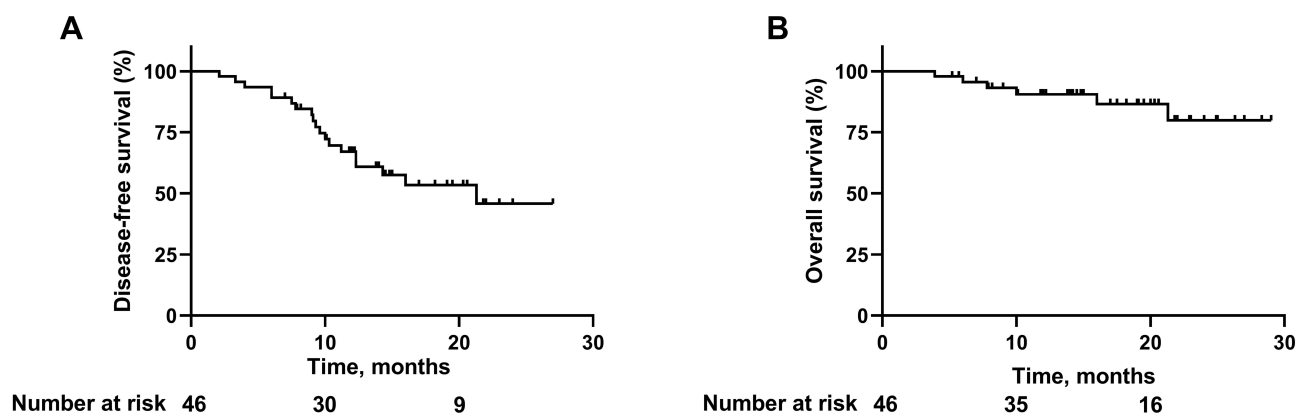 A
Disease-free survival (%)
100
75
50
25
0
0 10 20 30
Time, months
Number at risk 46 30 9
B
Overall survival (%)
100
75
50
25
0
0 10 20 30
Time, months
Number at risk 46 35 16